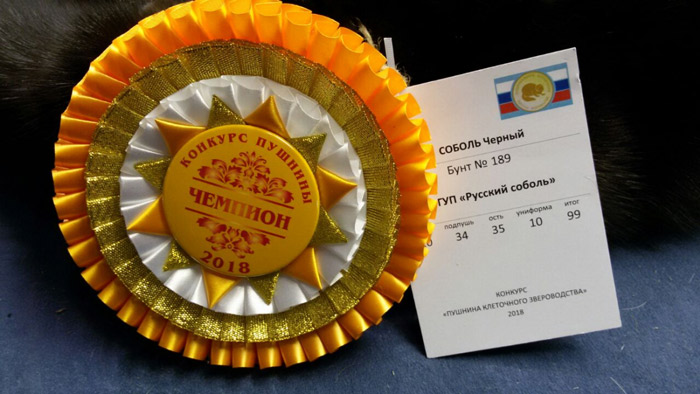 КОНКУРС ПУШНИНЫ
ЧЕМПИОН
2018
СОБОЛЬ Черный
Бунт № 189
ГУП «Русский соболь»
подпушь ость униформа итог
34 35 10 99
КОНКУРС
«ПУШНИНА КЛЕТОЧНОГО ЗВЕРОВОДСТВА»
2018